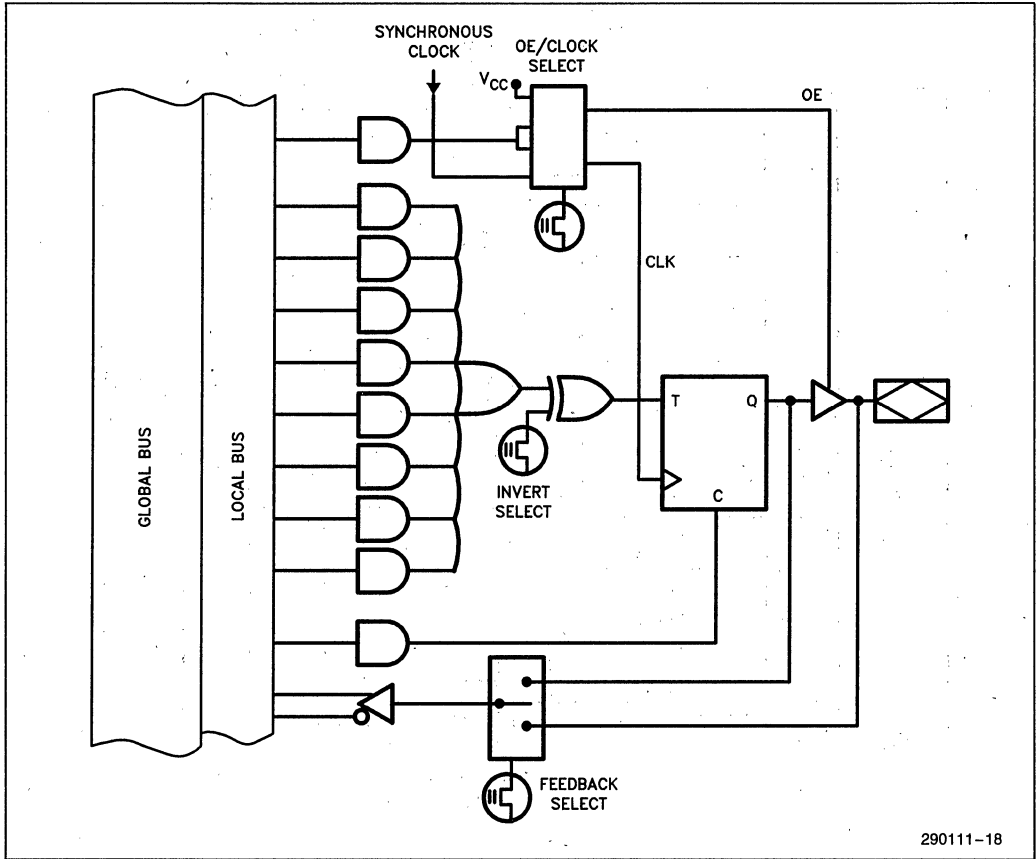 SYNCHRONOUS
CLOCK
OE/CLOCK
SELECT
VCC
OE
CLK
GLOBAL BUS
LOCAL BUS
T
Q
C
INVERT
SELECT
FEEDBACK
SELECT
290111-18